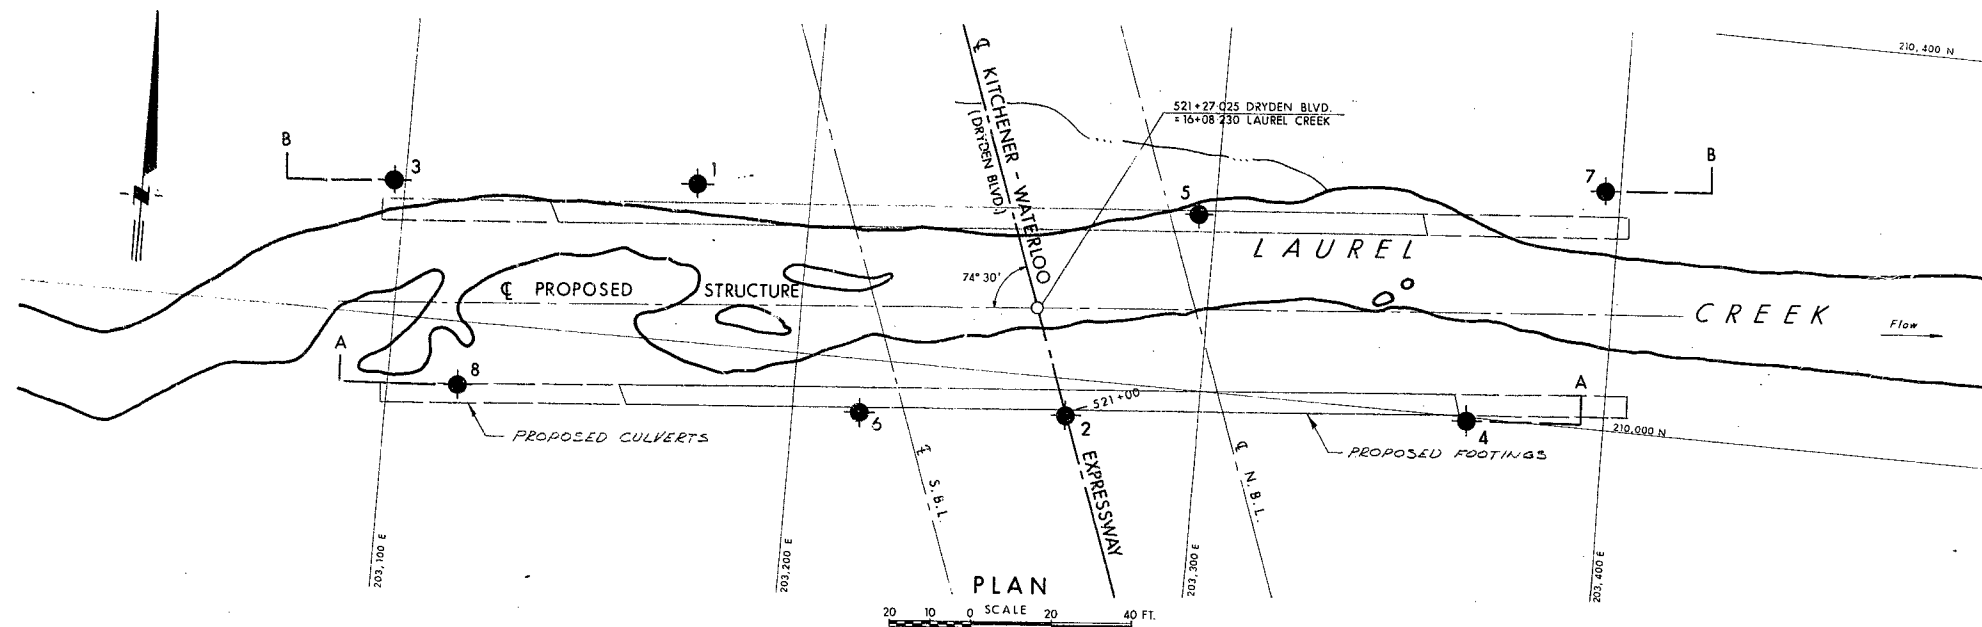 210,400 N
℄ KITCHENER - WATERLOO
(DRYDEN BLVD.)
521+27.025 DRYDEN BLVD.
= 16+08.230 LAUREL CREEK
B
3
1
5
7
B
LAUREL
74° 30'
℄ PROPOSED STRUCTURE
CREEK
Flow
A
8
A
521+00
6
2
4
210,000 N
PROPOSED CULVERTS
PROPOSED FOOTINGS
℄ S.B.L.
EXPRESSWAY
℄ N.B.L.
203,100 E
203,200 E
203,300 E
203,400 E
PLAN
SCALE
20 10 0 20 40 FT.